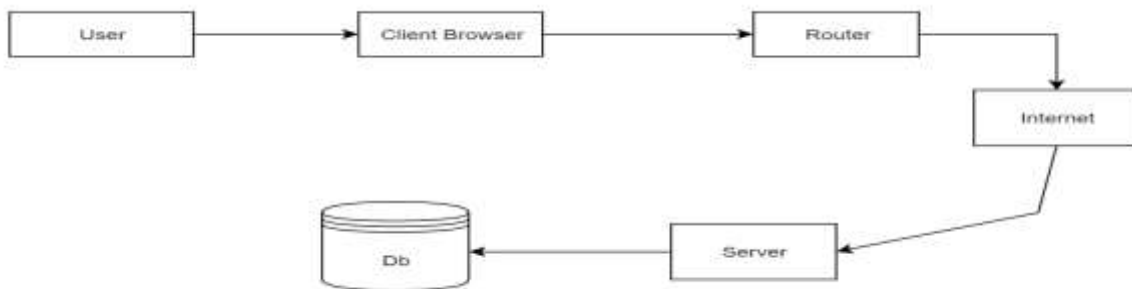 User
Client Browser
Router
Internet
Server
Db